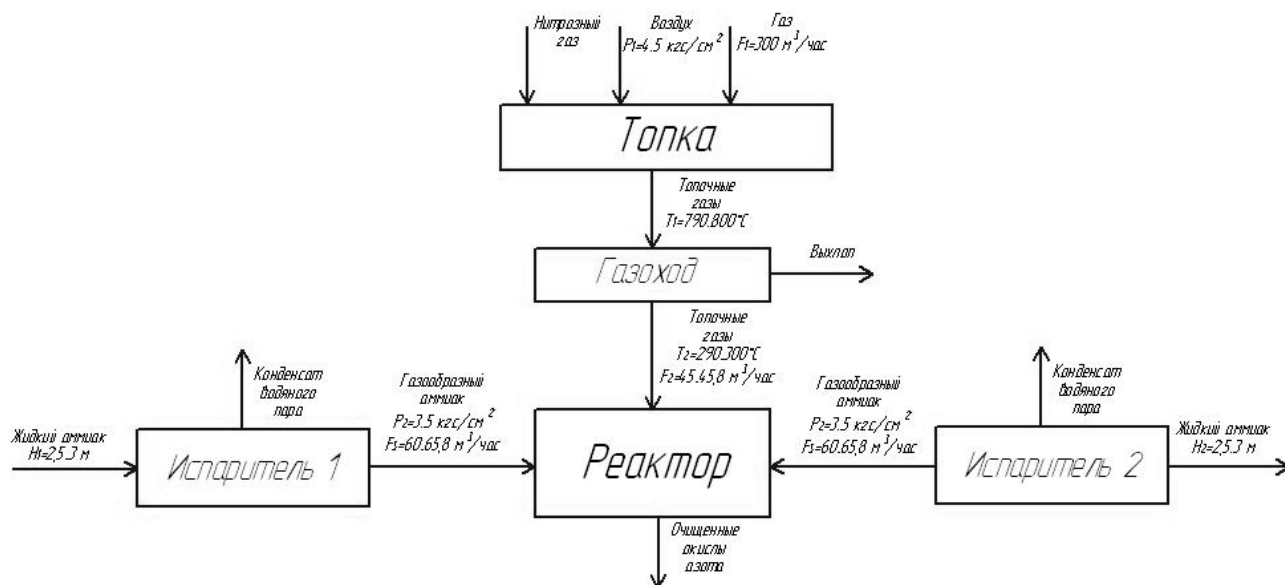 Нитрозный
газ
Воздух
P1=4.5 кгс/см²
Газ
F1=300 м³/час
Топка
Топочные
газы
T1=790.800°C
Газоход
Выхлоп
Топочные
газы
T2=290.300°C
F2=45.45,8 м³/час
Конденсат
водяного
пара
Газообразный
аммиак
P2=3.5 кгс/см²
F3=60.65,8 м³/час
Жидкий аммиак
H1=2,5.3 м
Испаритель 1
Реактор
Газообразный
аммиак
P2=3.5 кгс/см²
F3=60.65,8 м³/час
Конденсат
водяного
пара
Испаритель 2
Жидкий аммиак
H2=2,5.3 м
Очищенные
окислы
азота